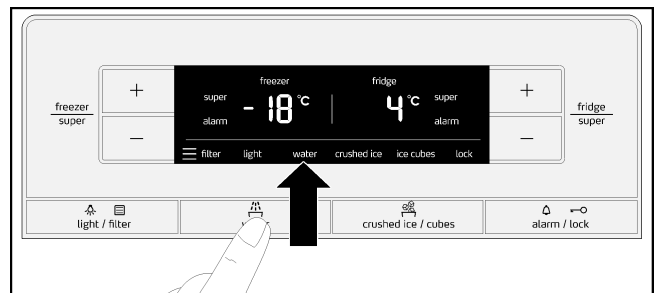 freezer
super
+
−
super
alarm
freezer
- 18 °C
fridge
4 °C
super
alarm
filter light water crushed ice ice cubes lock
+
−
fridge
super
light / filter
crushed ice / cubes
alarm / lock